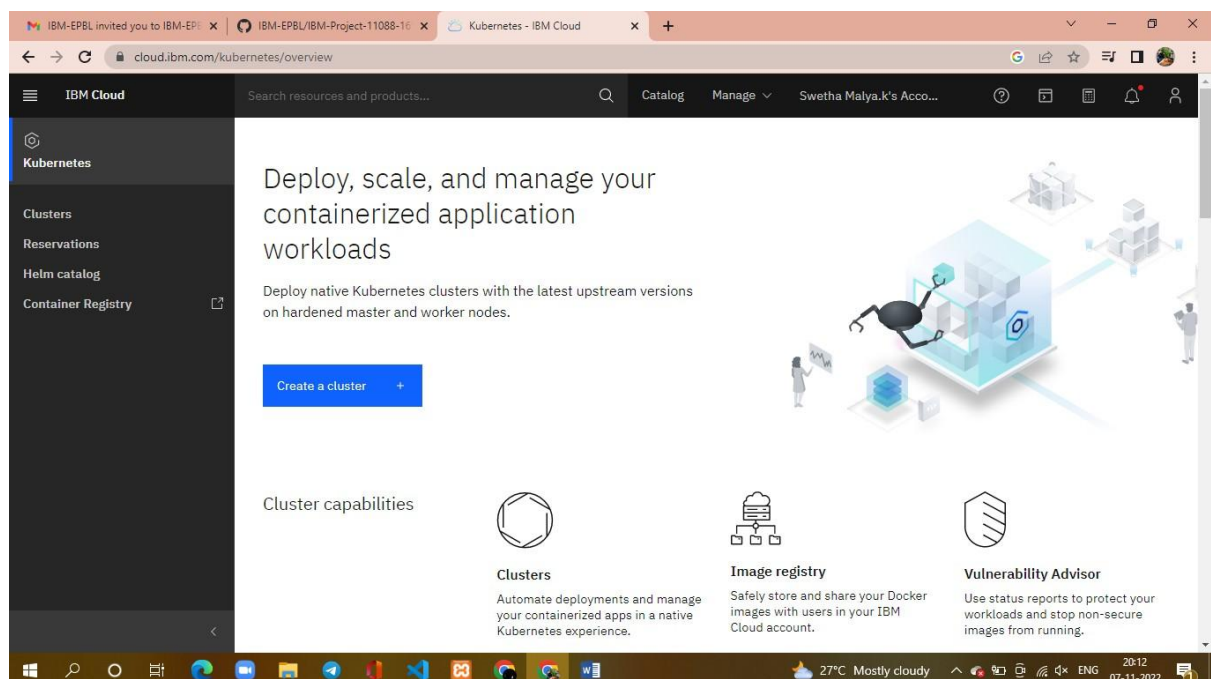 IBM-EPBL invited you to IBM-EPB
IBM-EPBL/IBM-Project-11088-16
Kubernetes - IBM Cloud
cloud.ibm.com/kubernetes/overview
IBM Cloud
Search resources and products...
Catalog
Manage
Swetha Malya.k's Acco...
Kubernetes
Clusters
Reservations
Helm catalog
Container Registry
Deploy, scale, and manage your
containerized application
workloads
Deploy native Kubernetes clusters with the latest upstream versions
on hardened master and worker nodes.
Create a cluster +
Cluster capabilities
Clusters
Automate deployments and manage
your containerized apps in a native
Kubernetes experience.
Image registry
Safely store and share your Docker
images with users in your IBM
Cloud account.
Vulnerability Advisor
Use status reports to protect your
workloads and stop non-secure
images from running.
27°C Mostly cloudy
ENG
20:12
07-11-2022